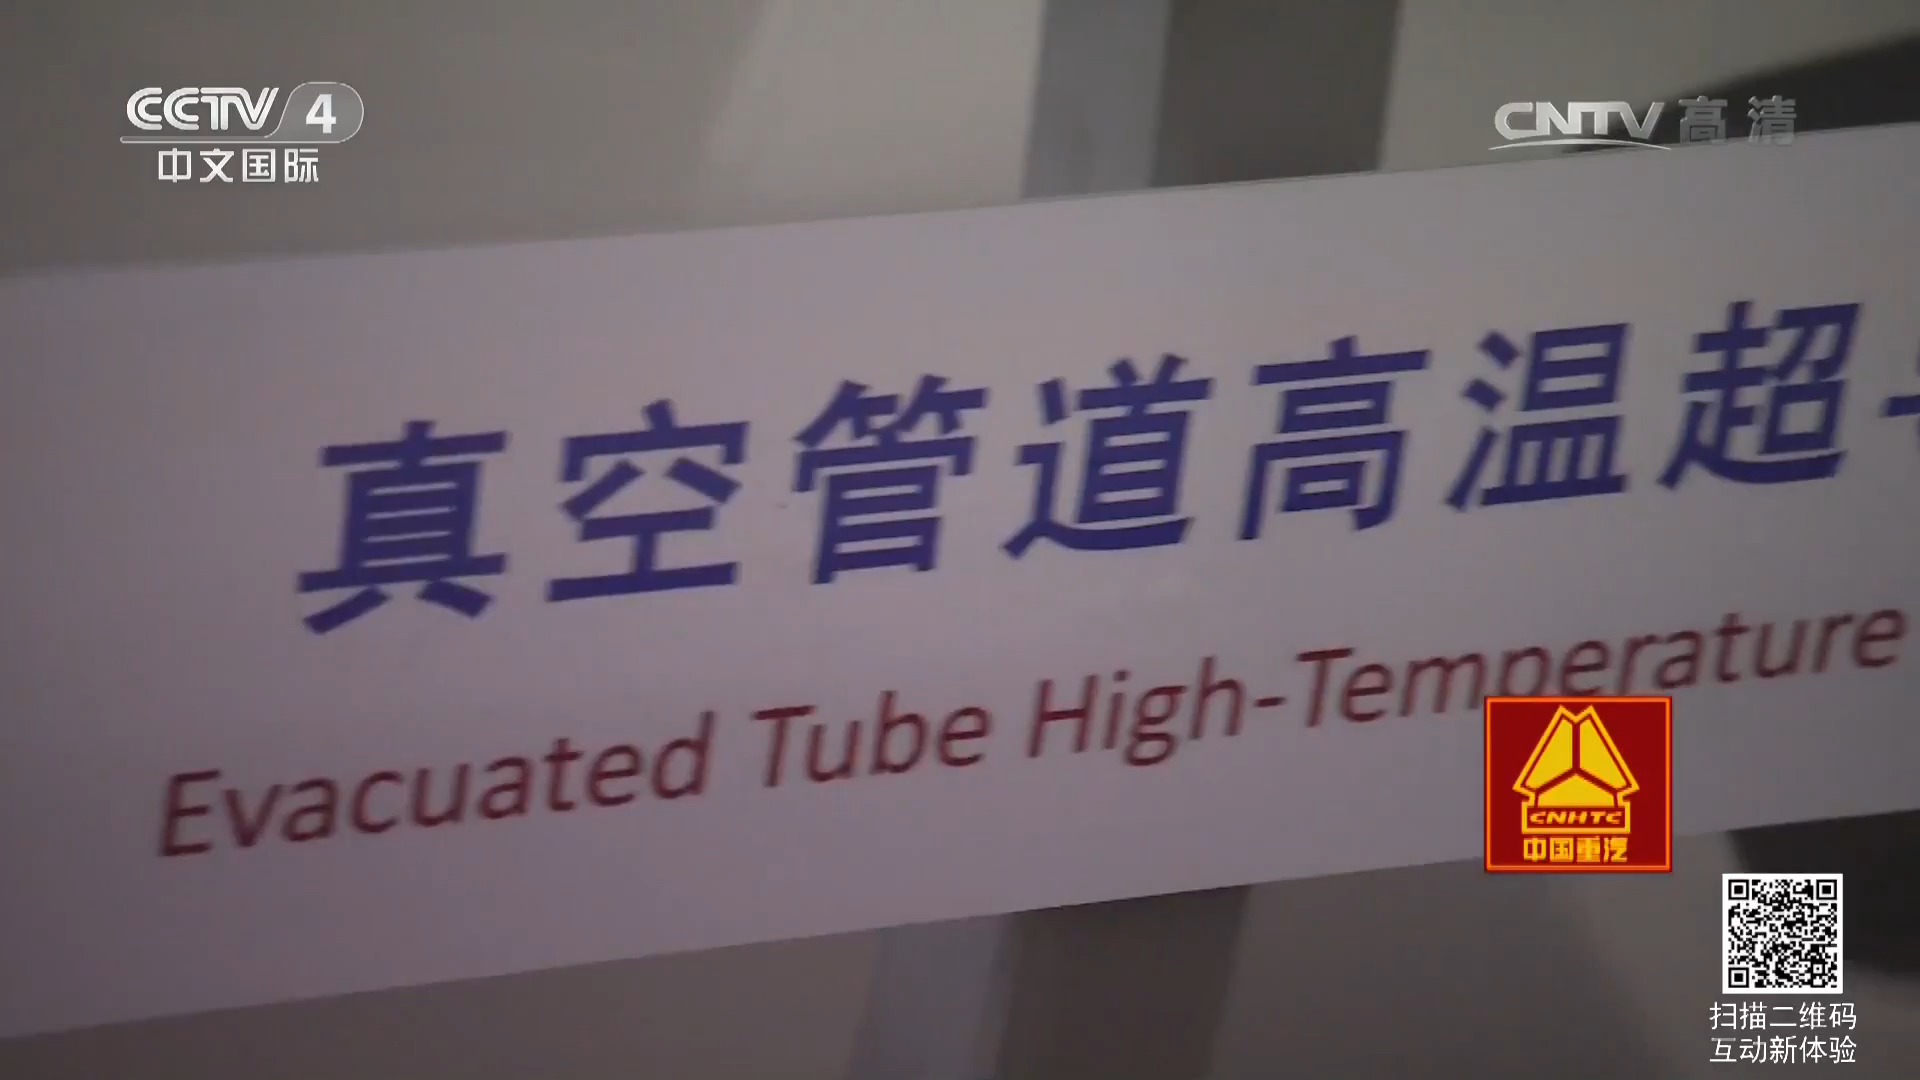 CCTV 4
中文国际
CNTV 高清
真空管道高温超
Evacuated Tube High-Temperature
CNHTC
中国重汽
扫描二维码
互动新体验